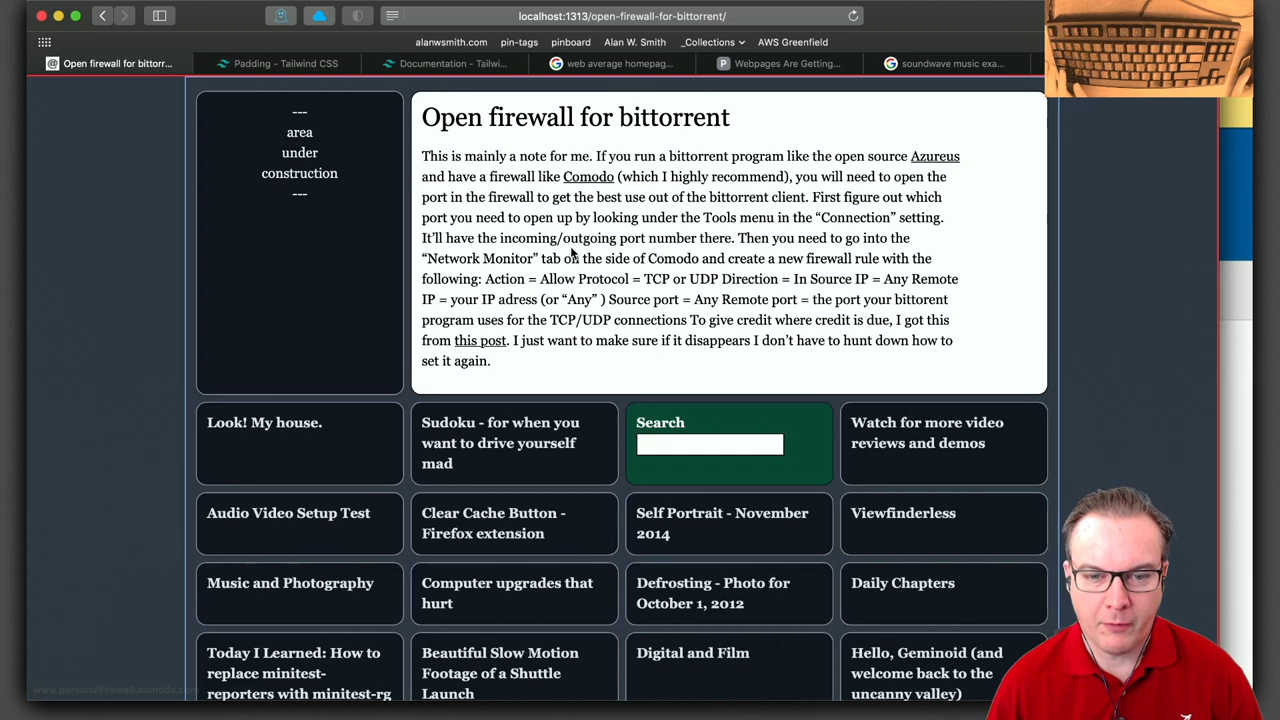 localhost:1313/open-firewall-for-bittorrent/
alanwsmith.com pin-tags pinboard Alan W. Smith _Collections AWS Greenfield
@ Open firewall for bittorr...
Padding - Tailwind CSS
Documentation - Tailwi...
web average homepag...
Webpages Are Getting...
soundwave music exa...
---
area
under
construction
---
Open firewall for bittorrent
This is mainly a note for me. If you run a bittorrent program like the open source Azureus
and have a firewall like Comodo (which I highly recommend), you will need to open the
port in the firewall to get the best use out of the bittorrent client. First figure out which
port you need to open up by looking under the Tools menu in the “Connection” setting.
It’ll have the incoming/outgoing port number there. Then you need to go into the
“Network Monitor” tab on the side of Comodo and create a new firewall rule with the
following: Action = Allow Protocol = TCP or UDP Direction = In Source IP = Any Remote
IP = your IP adress (or “Any” ) Source port = Any Remote port = the port your bittorent
program uses for the TCP/UDP connections To give credit where credit is due, I got this
from this post. I just want to make sure if it disappears I don’t have to hunt down how to
set it again.
Look! My house.
Sudoku - for when you
want to drive yourself
mad
Search
Watch for more video
reviews and demos
Audio Video Setup Test
Clear Cache Button -
Firefox extension
Self Portrait - November
2014
Viewfinderless
Music and Photography
Computer upgrades that
hurt
Defrosting - Photo for
October 1, 2012
Daily Chapters
Today I Learned: How to
replace minitest-
reporters with minitest-rg
Beautiful Slow Motion
Footage of a Shuttle
Launch
Digital and Film
Hello, Geminoid (and
welcome back to the
uncanny valley)
www.personalfirewall.comodo.com